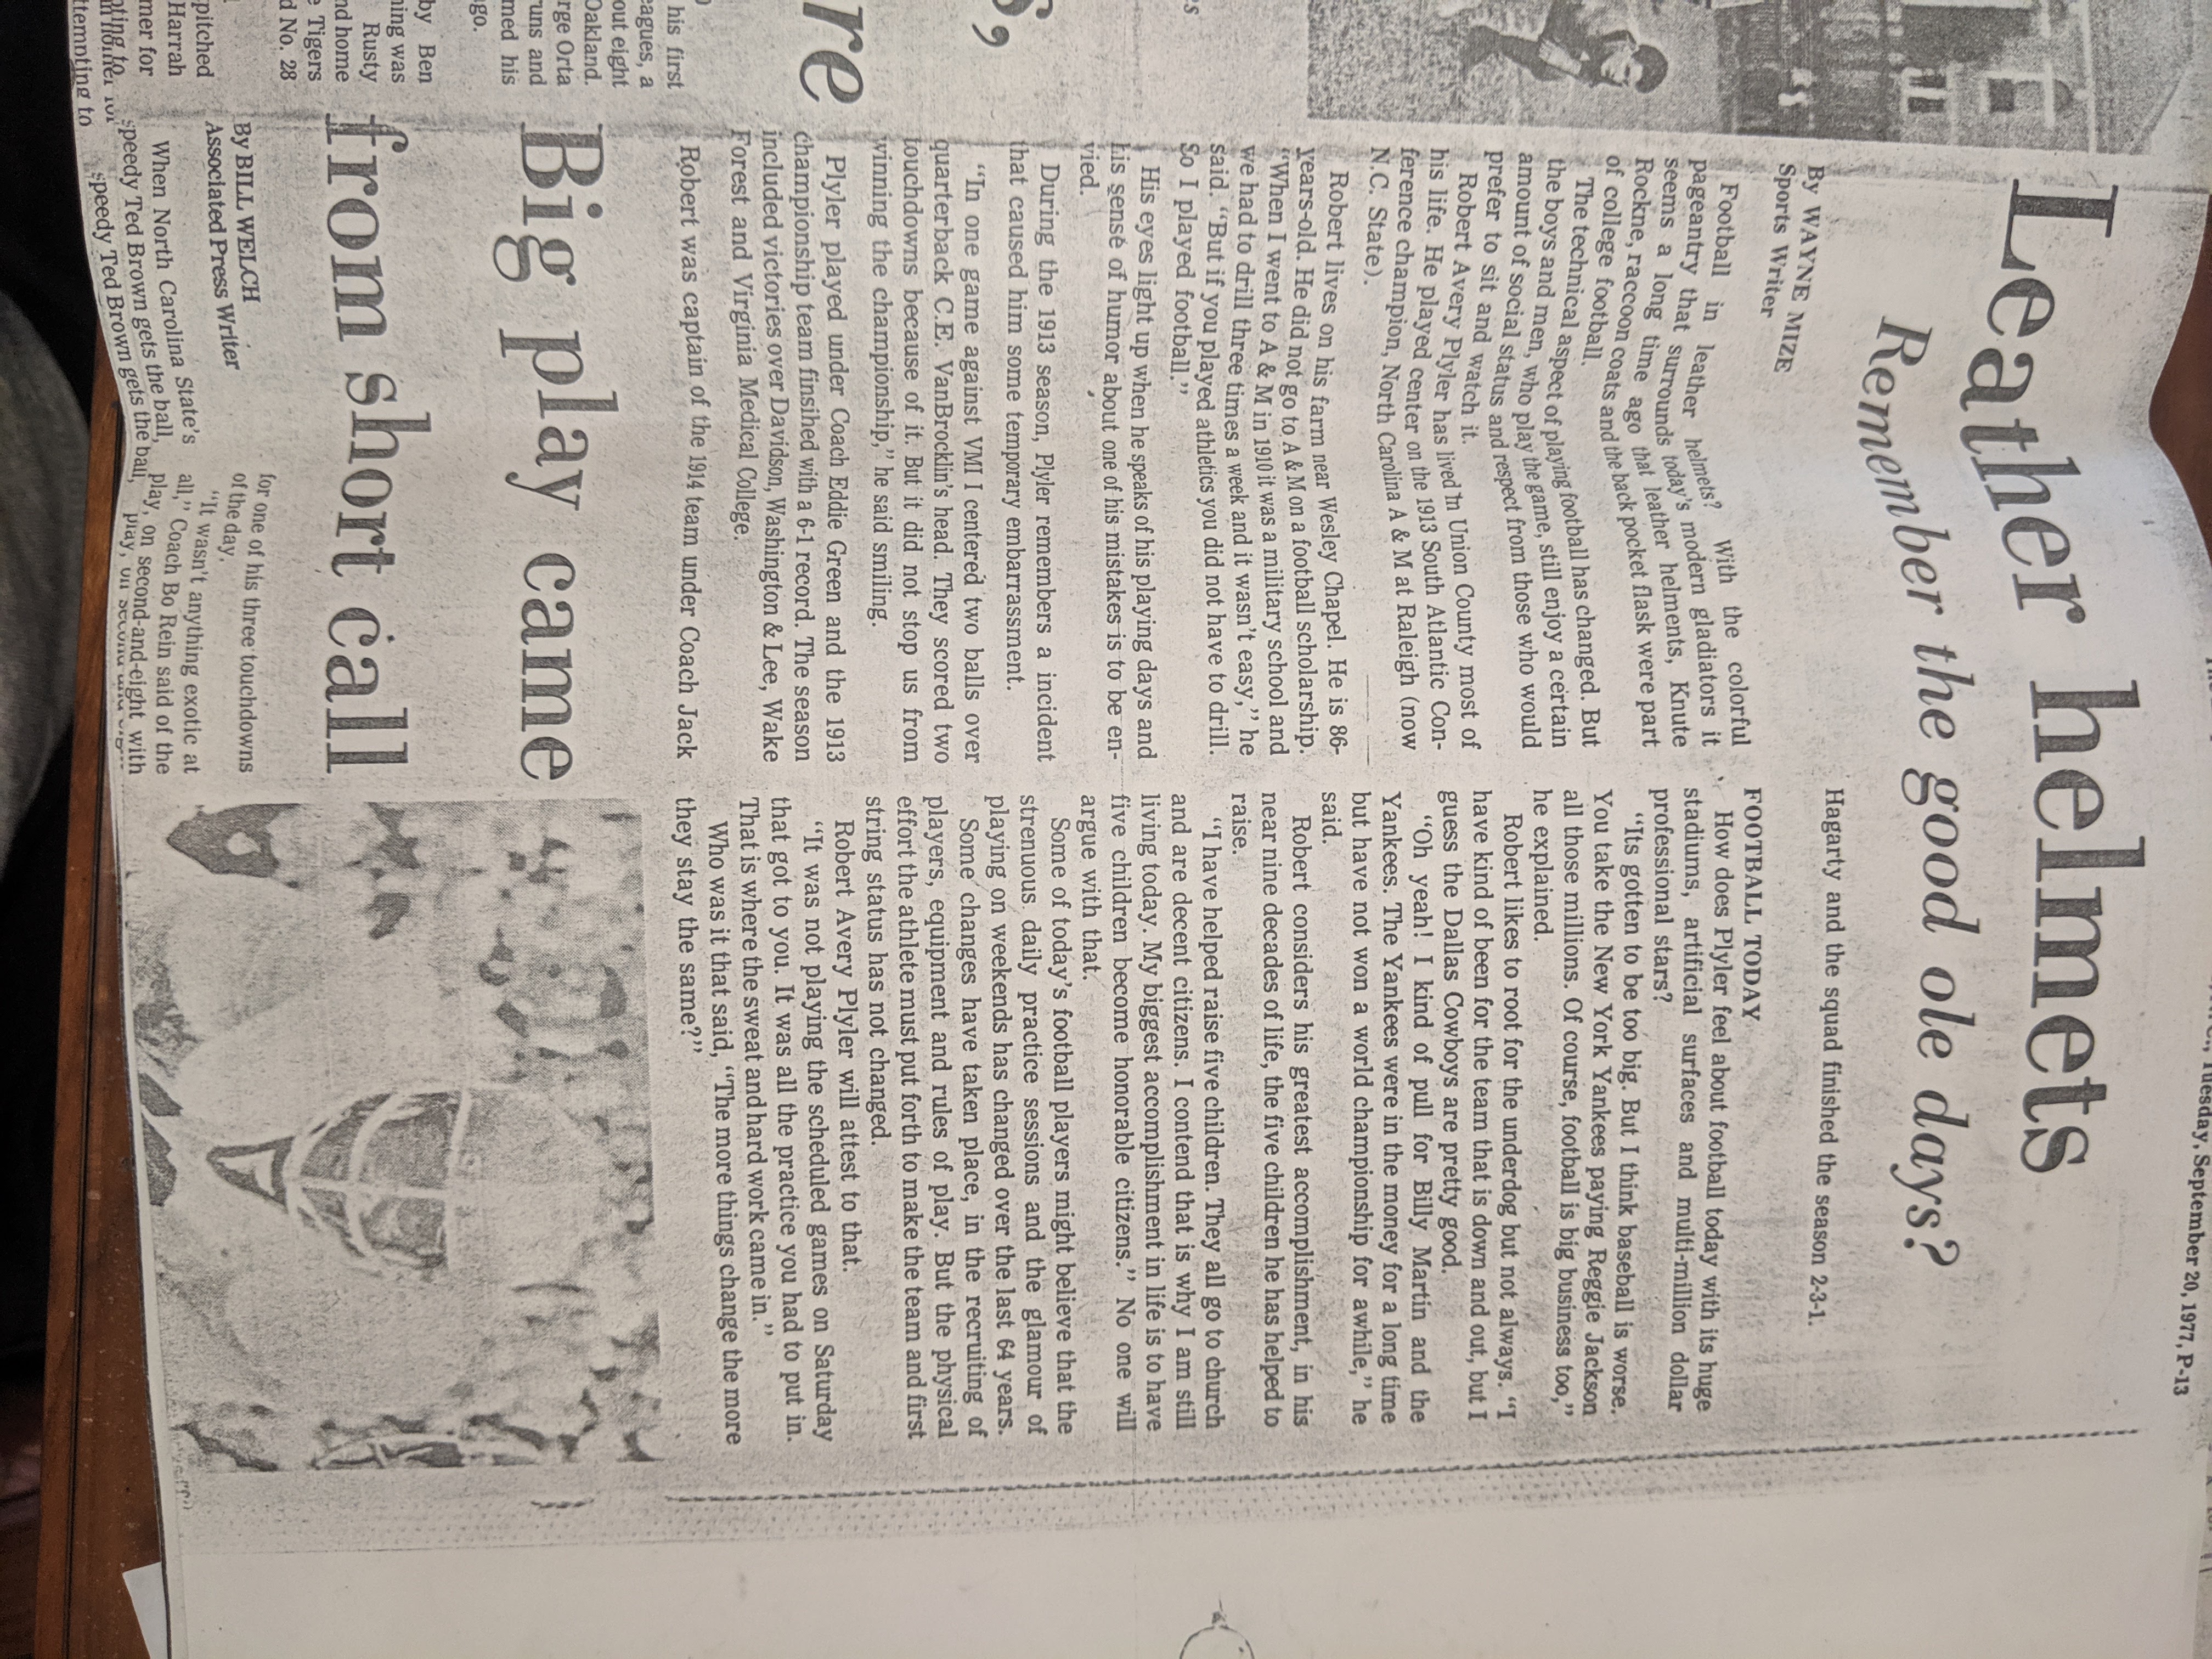 Tuesday, September 20, 1977, P-13
Leather helmets
Remember the good ole days?
By WAYNE MIZE
Sports Writer
Football in leather helmets? With the colorful
pageantry that surrounds today's modern gladiators it
seems a long time ago that leather helments, Knute
Rockne, raccoon coats and the back pocket flask were part
of college football.
The technical aspect of playing football has changed. But
the boys and men, who play the game, still enjoy a certain
amount of social status and respect from those who would
prefer to sit and watch it.
Robert Avery Plyler has lived in Union County most of
his life. He played center on the 1913 South Atlantic Con-
ference champion, North Carolina A & M at Raleigh (now
N.C. State).
Robert lives on his farm near Wesley Chapel. He is 86-
years-old. He did not go to A & M on a football scholarship.
"When I went to A & M in 1910 it was a military school and
we had to drill three times a week and it wasn't easy," he
said. "But if you played athletics you did not have to drill.
So I played football."
His eyes light up when he speaks of his playing days and
his sense of humor about one of his mistakes is to be en-
vied.
During the 1913 season, Plyler remembers a incident
that caused him some temporary embarrassment.
"In one game against VMI I centered two balls over
quarterback C.E. VanBrocklin's head. They scored two
touchdowns because of it. But it did not stop us from
winning the championship," he said smiling.
Plyler played under Coach Eddie Green and the 1913
championship team finsihed with a 6-1 record. The season
included victories over Davidson, Washington & Lee, Wake
Forest and Virginia Medical College.
Robert was captain of the 1914 team under Coach Jack
Hagarty and the squad finished the season 2-3-1.
FOOTBALL TODAY
How does Plyler feel about football today with its huge
stadiums, artificial surfaces and multi-million dollar
professional stars?
"Its gotten to be too big. But I think baseball is worse.
You take the New York Yankees paying Reggie Jackson
all those millions. Of course, football is big business too,"
he explained.
Robert likes to root for the underdog but not always. "I
have kind of been for the team that is down and out, but I
guess the Dallas Cowboys are pretty good.
"Oh yeah! I kind of pull for Billy Martin and the
Yankees. The Yankees were in the money for a long time
but have not won a world championship for awhile," he
said.
Robert considers his greatest accomplishment, in his
near nine decades of life, the five children he has helped to
raise.
"I have helped raise five children. They all go to church
and are decent citizens. I contend that is why I am still
living today. My biggest accomplishment in life is to have
five children become honorable citizens." No one will
argue with that.
Some of today's football players might believe that the
strenuous daily practice sessions and the glamour of
playing on weekends has changed over the last 64 years.
Some changes have taken place, in the recruiting of
players, equipment and rules of play. But the physical
effort the athlete must put forth to make the team and first
string status has not changed.
Robert Avery Plyler will attest to that.
"It was not playing the scheduled games on Saturday
that got to you. It was all the practice you had to put in.
That is where the sweat and hard work came in."
Who was it that said, "The more things change the more
they stay the same?"
es
s,
re
his first
eagues, a
out eight
Oakland.
rge Orta
runs and
med his
go.
by Ben
ning was
Rusty
nd home
e Tigers
d No. 28
pitched
Harrah
mer for
pting to
ttempting to
Big play came
from short call
By BILL WELCH
Associated Press Writer
When North Carolina State's
speedy Ted Brown gets the ball,
speedy Ted Brown gets the ball,
for one of his three touchdowns
of the day.
"It wasn't anything exotic at
all," Coach Bo Rein said of the
play, on second-and-eight with
play, on second